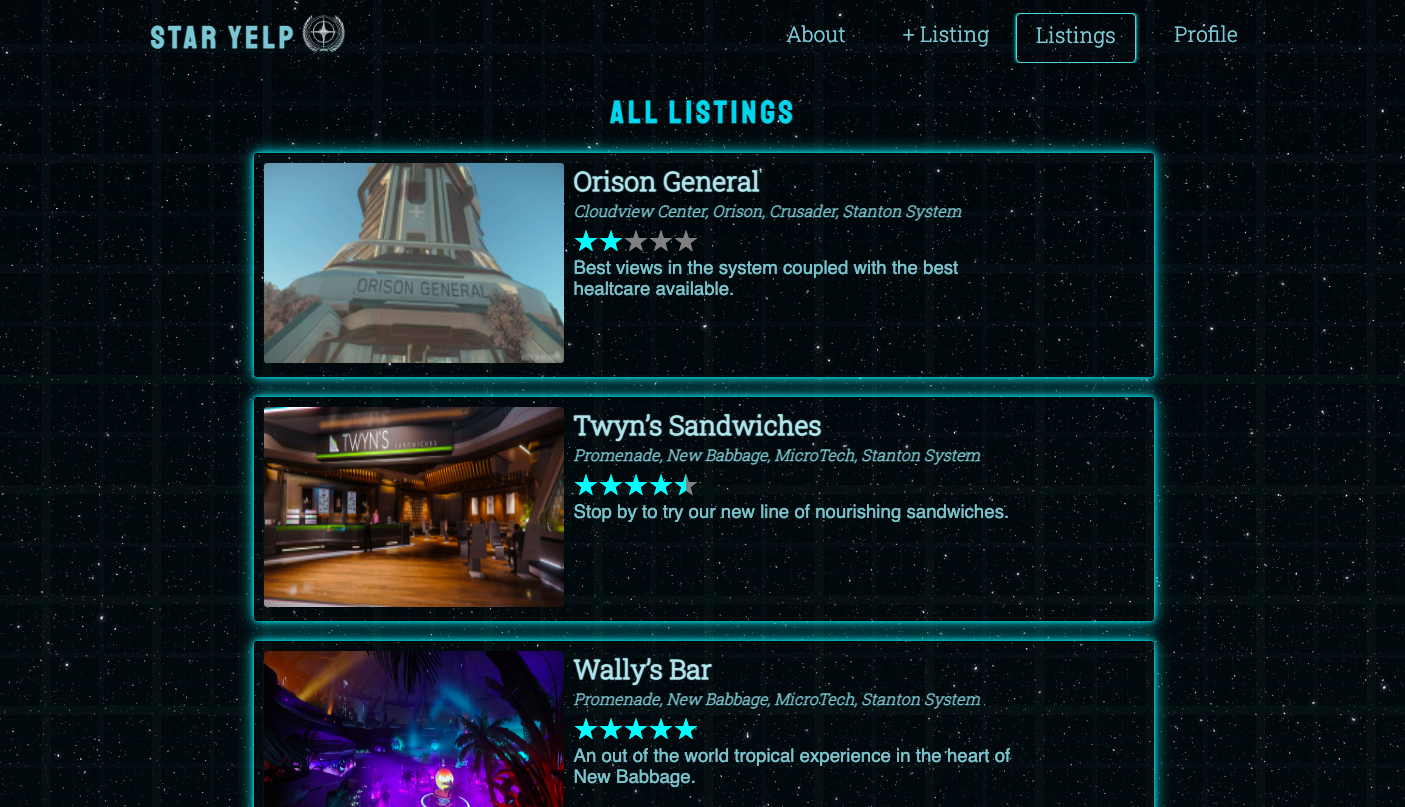 STAR YELP
About
+ Listing
Listings
Profile
ALL LISTINGS
ORISON GENERAL
Orison General
Cloudview Center, Orison, Crusader, Stanton System
Best views in the system coupled with the best
healtcare available.
TWYN'S SANDWICHES
Twyn's Sandwiches
Promenade, New Babbage, MicroTech, Stanton System
Stop by to try our new line of nourishing sandwiches.
Wally's Bar
Promenade, New Babbage, MicroTech, Stanton System
An out of the world tropical experience in the heart of
New Babbage.